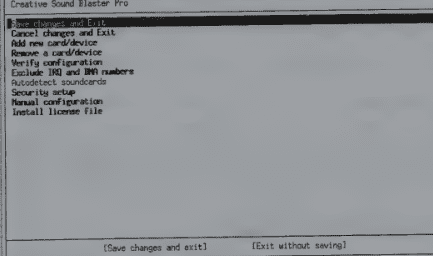 Creative Sound Blaster Pro
Save changes and Exit
Cancel changes and Exit
Add new card/device
Remove a card/device
Verify configuration
Exclude IRQ and DMA numbers
Autodetect soundcards
Security setup
Manual configuration
Install license file
[Save changes and exit] [Exit without saving]